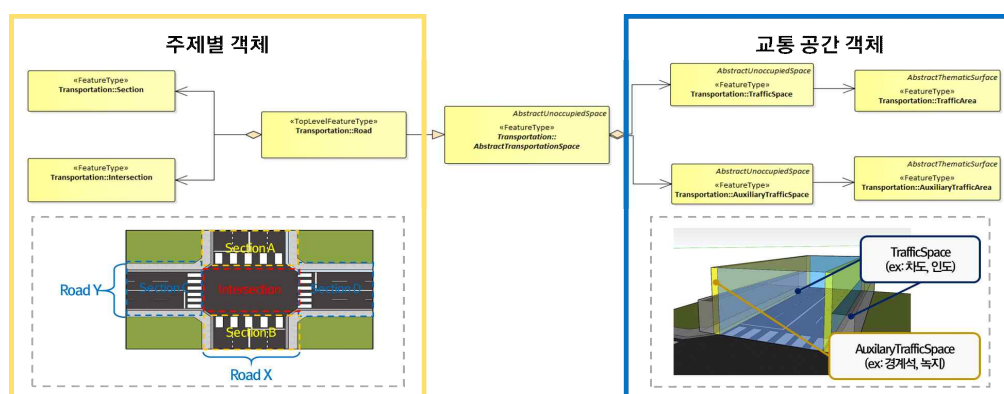 주제별 객체
«FeatureType»
Transportation::Section
«TopLevelFeatureType»
Transportation::Road
«FeatureType»
Transportation::Intersection
AbstractUnoccupiedSpace
«FeatureType»
Transportation::
AbstractTransportationSpace
Section A
Road Y
Section
Intersection
Section D
Section B
Road X
교통 공간 객체
AbstractUnoccupiedSpace
«FeatureType»
Transportation::TrafficSpace
AbstractThematicSurface
«FeatureType»
Transportation::TrafficArea
AbstractUnoccupiedSpace
«FeatureType»
Transportation::AuxiliaryTrafficSpace
AbstractThematicSurface
«FeatureType»
Transportation::AuxiliaryTrafficArea
TrafficSpace
(ex: 차도, 인도)
AuxilaryTrafficSpace
(ex: 경계석, 녹지)